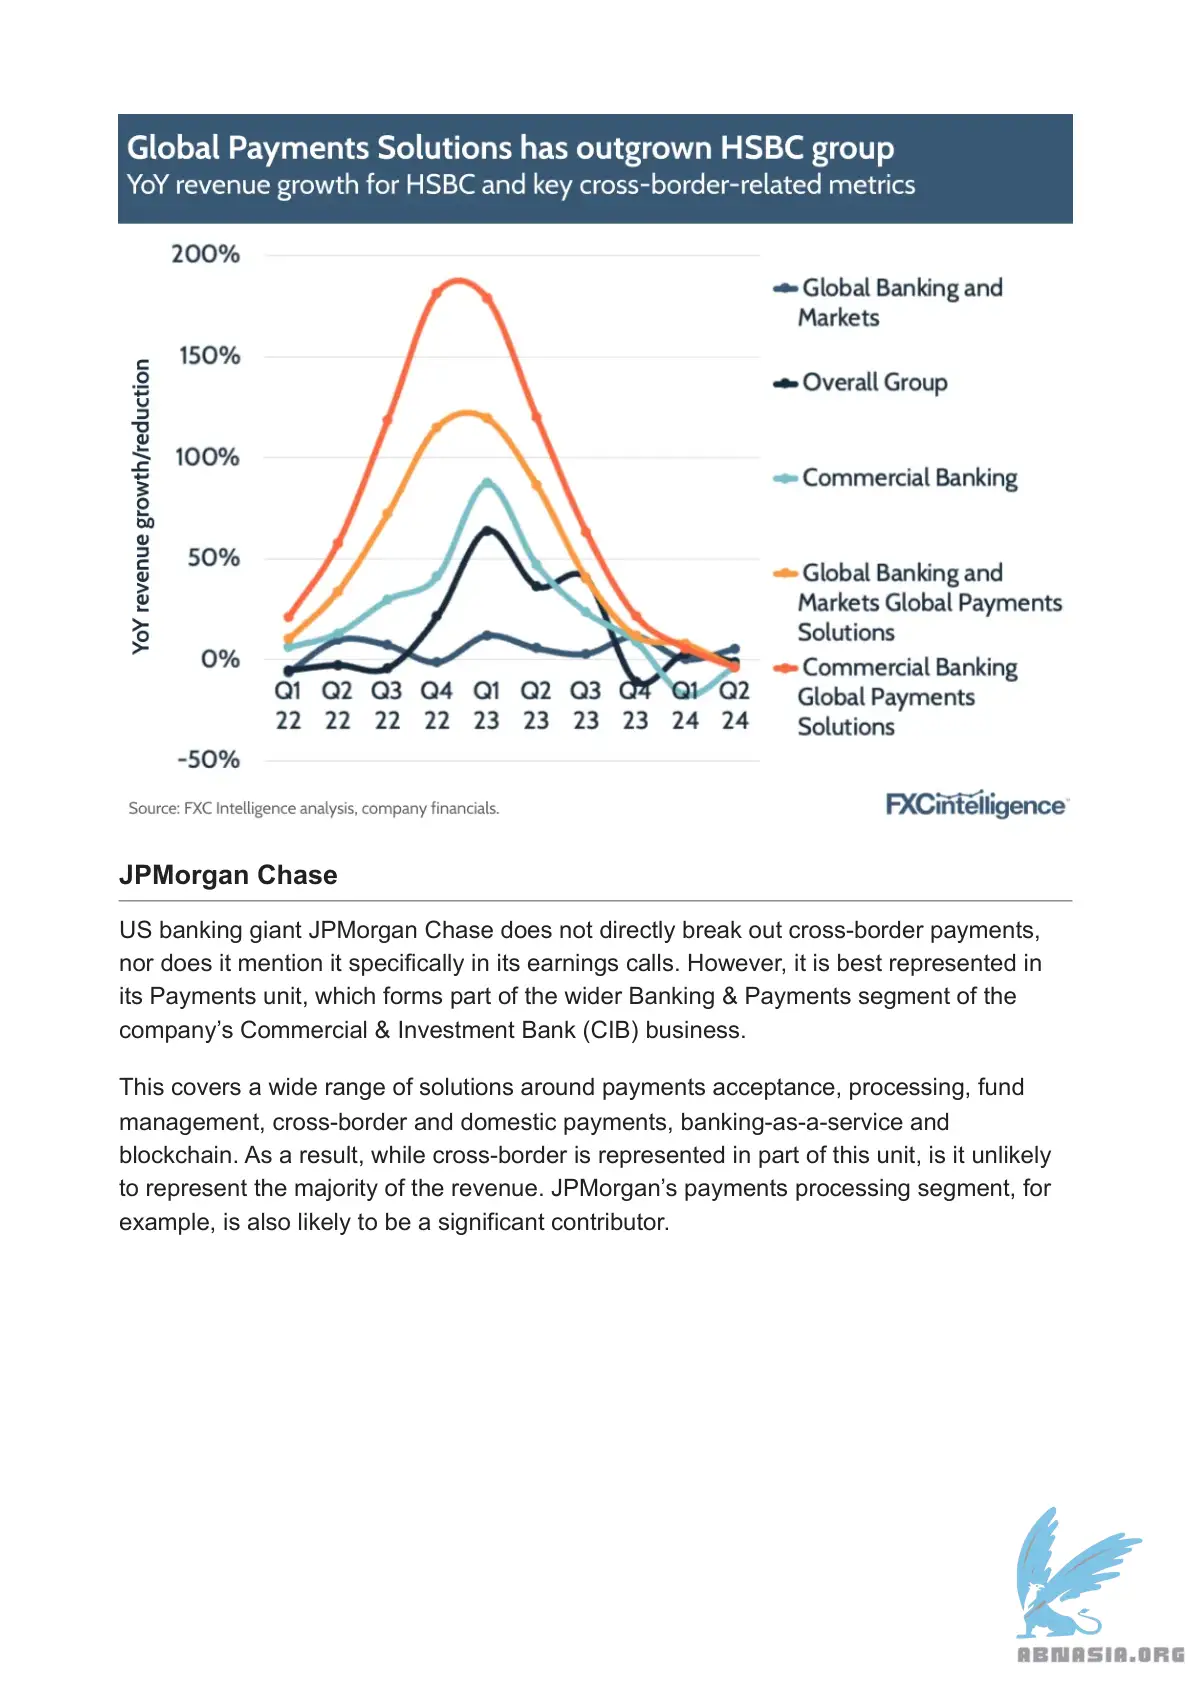 Global Payments Solutions has outgrown HSBC group
YoY revenue growth for HSBC and key cross-border-related metrics
YoY revenue growth/reduction
200%
150%
100%
50%
0%
-50%
Q1 Q2 Q3 Q4 Q1 Q2 Q3 Q4 Q1 Q2
22 22 22 22 23 23 23 23 24 24
Global Banking and
Markets
Overall Group
Commercial Banking
Global Banking and
Markets Global Payments
Solutions
Commercial Banking
Global Payments
Solutions
Source: FXC Intelligence analysis, company financials.
FXCintelligence™
JPMorgan Chase
US banking giant JPMorgan Chase does not directly break out cross-border payments,
nor does it mention it specifically in its earnings calls. However, it is best represented in
its Payments unit, which forms part of the wider Banking & Payments segment of the
company’s Commercial & Investment Bank (CIB) business.
This covers a wide range of solutions around payments acceptance, processing, fund
management, cross-border and domestic payments, banking-as-a-service and
blockchain. As a result, while cross-border is represented in part of this unit, is it unlikely
to represent the majority of the revenue. JPMorgan’s payments processing segment, for
example, is also likely to be a significant contributor.
ABNASIA.ORG